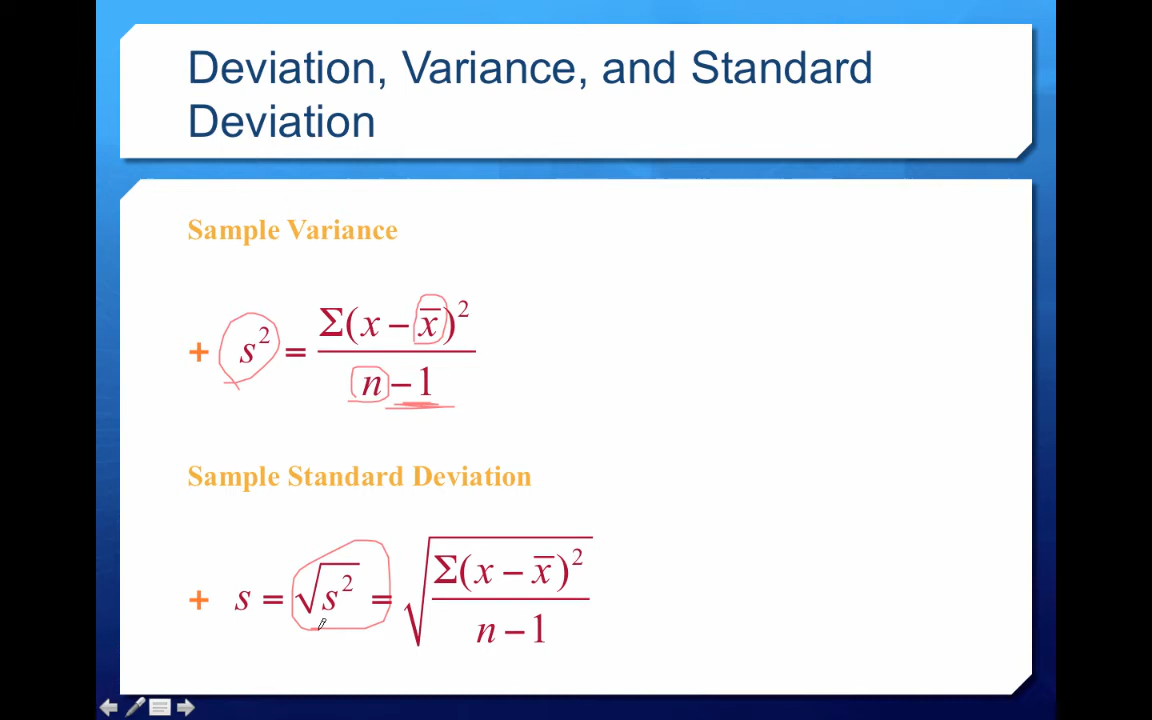 Deviation, Variance, and Standard
Deviation
Sample Variance
+ s² = Σ(x − x̅)² / (n − 1)
Sample Standard Deviation
+ s = √s² = √(Σ(x − x̅)² / (n − 1))